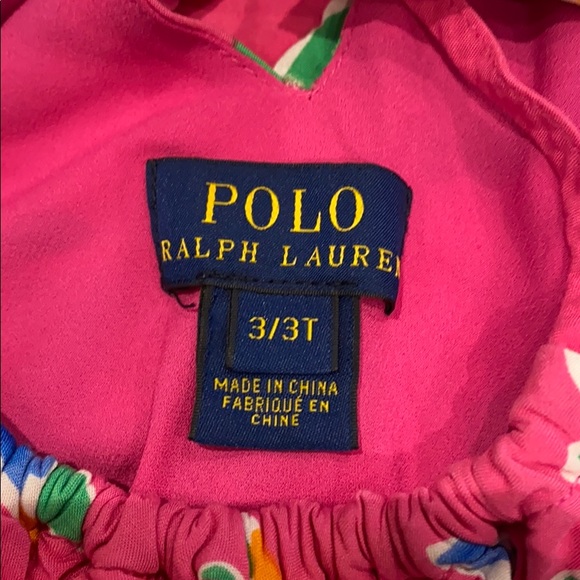 POLO
RALPH LAUREN
3/3T
MADE IN CHINA
FABRIQUÉ EN
CHINE